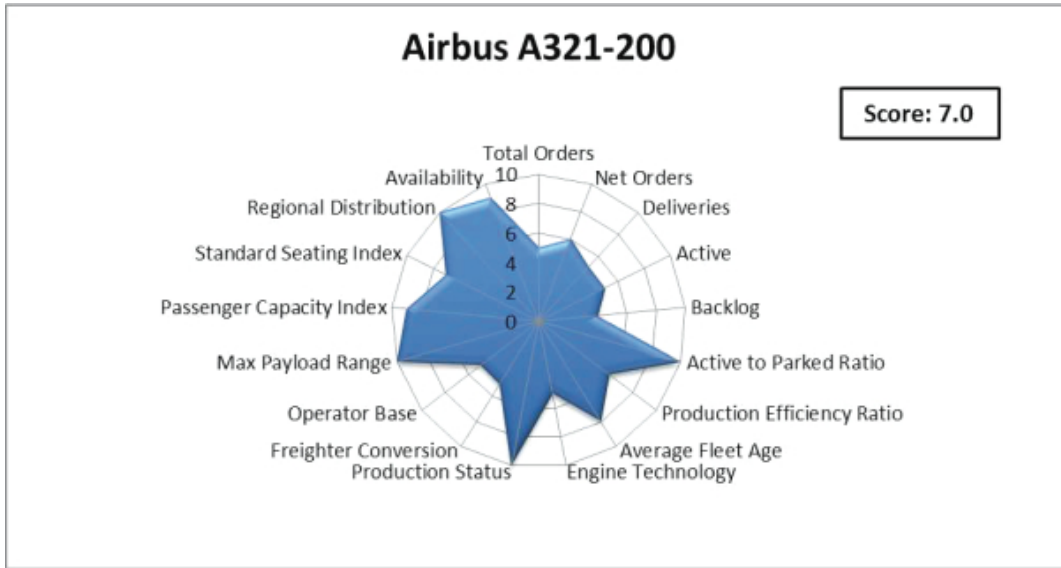 Airbus A321-200
Score: 7.0
Total Orders
Net Orders
Deliveries
Active
Backlog
Active to Parked Ratio
Production Efficiency Ratio
Average Fleet Age
Engine Technology
Production Status
Freighter Conversion
Operator Base
Max Payload Range
Passenger Capacity Index
Standard Seating Index
Regional Distribution
Availability
10
8
6
4
2
0